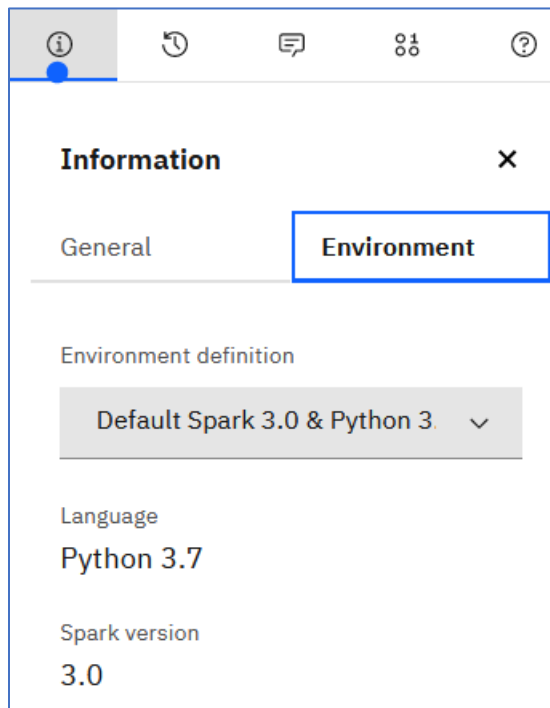 Information
General
Environment
Environment definition
Default Spark 3.0 & Python 3.
Language
Python 3.7
Spark version
3.0